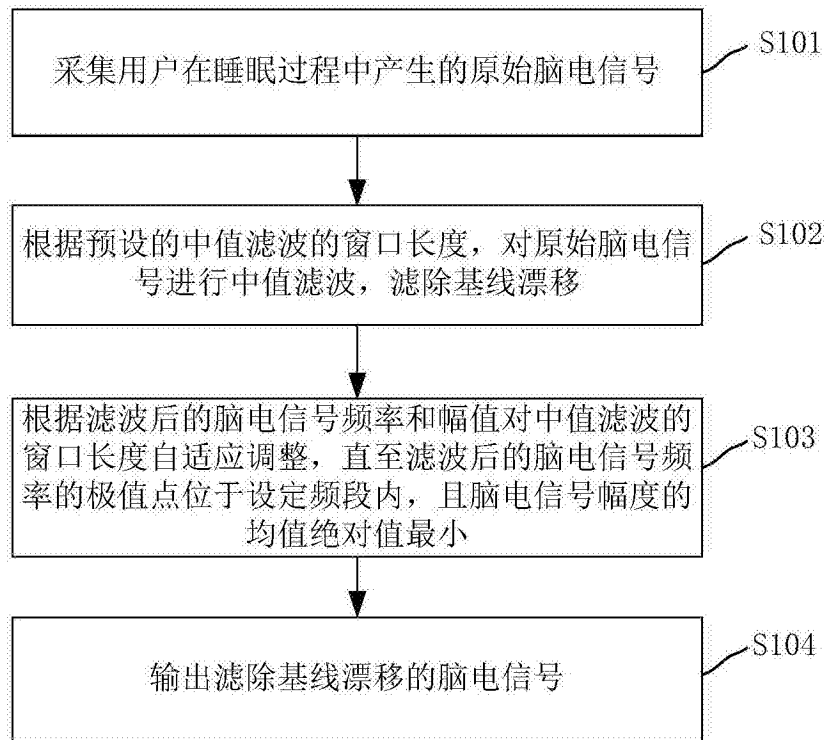 采集用户在睡眠过程中产生的原始脑电信号
S101
根据预设的中值滤波的窗口长度，对原始脑电信
号进行中值滤波，滤除基线漂移
S102
根据滤波后的脑电信号频率和幅值对中值滤波的
窗口长度自适应调整，直至滤波后的脑电信号频
率的极值点位于设定频段内，且脑电信号幅度的
均值绝对值最小
S103
输出滤除基线漂移的脑电信号
S104